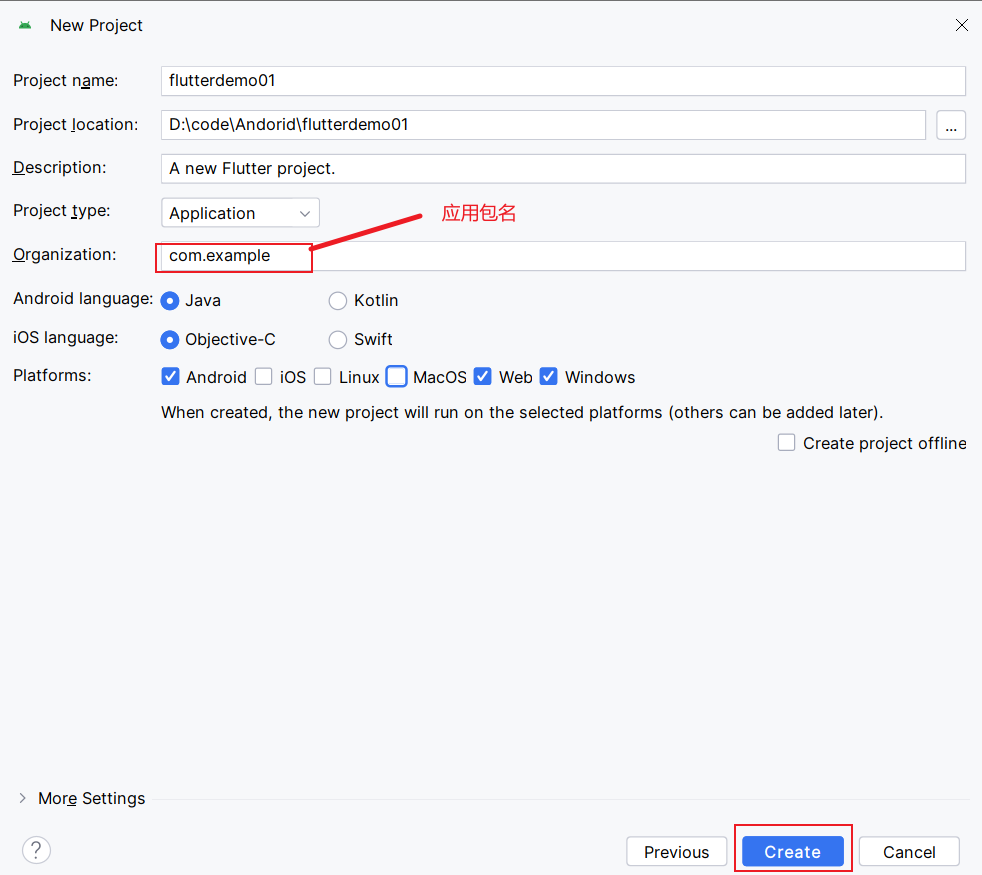 New Project
Project name: flutterdemo01
Project location: D:\code\Andorid\flutterdemo01 ...
Description: A new Flutter project.
Project type: Application 应用包名
Organization: com.example
Android language: Java Kotlin
iOS language: Objective-C Swift
Platforms: Android iOS Linux MacOS Web Windows
When created, the new project will run on the selected platforms (others can be added later).
Create project offline
More Settings
? Previous Create Cancel